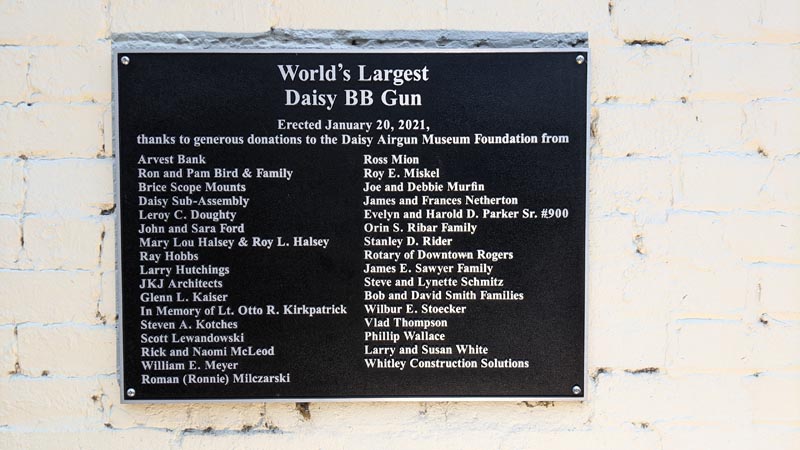 World's Largest
Daisy BB Gun
Erected January 20, 2021,
thanks to generous donations to the Daisy Airgun Museum Foundation from
Arvest Bank
Ron and Pam Bird & Family
Brice Scope Mounts
Daisy Sub-Assembly
Leroy C. Doughty
John and Sara Ford
Mary Lou Halsey & Roy L. Halsey
Ray Hobbs
Larry Hutchings
JKJ Architects
Glenn L. Kaiser
In Memory of Lt. Otto R. Kirkpatrick
Steven A. Kotches
Scott Lewandowski
Rick and Naomi McLeod
William E. Meyer
Roman (Ronnie) Milczarski
Ross Mion
Roy E. Miskel
Joe and Debbie Murfin
James and Frances Netherton
Evelyn and Harold D. Parker Sr. #900
Orin S. Ribar Family
Stanley D. Rider
Rotary of Downtown Rogers
James E. Sawyer Family
Steve and Lynette Schmitz
Bob and David Smith Families
Wilbur E. Stoecker
Vlad Thompson
Phillip Wallace
Larry and Susan White
Whitley Construction Solutions